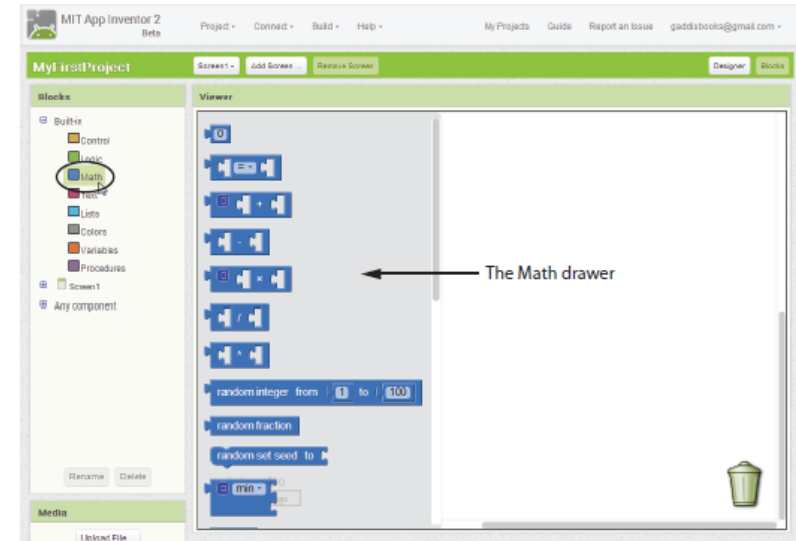 MIT App Inventor 2
Beta
Project Connect Build Help My Projects Guide Report an Issue gaddisbooks@gmail.com
MyFirstProject Screen1 Add Screen ... Remove Screen Designer Blocks
Blocks
Viewer
Built-in
Control
Logic
Math
Text
Lists
Colors
Variables
Procedures
Screen1
Any component
Rename Delete
Media
Upload File ...
0
=
+
-
×
/
^
random integer from 1 to 100
random fraction
random set seed to
min
The Math drawer